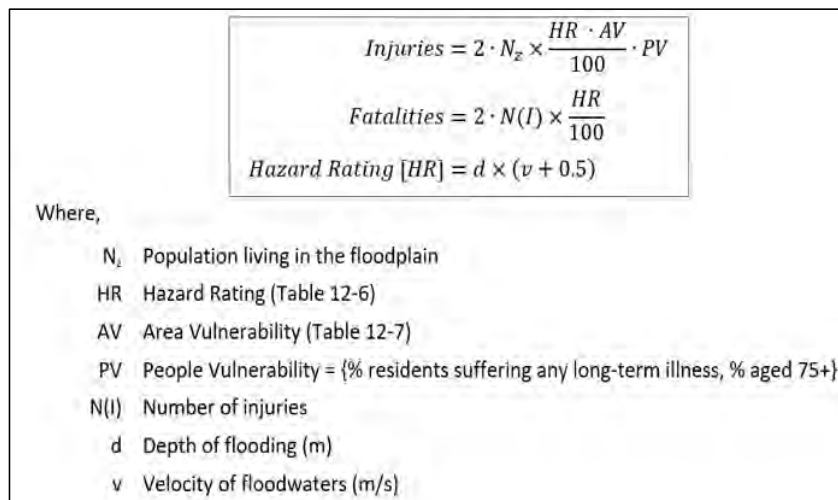 Injuries = 2 · N_z × HR · AV / 100 · PV
Fatalities = 2 · N(I) × HR / 100
Hazard Rating [HR] = d × (v + 0.5)
Where,
N_z Population living in the floodplain
HR Hazard Rating (Table 12-6)
AV Area Vulnerability (Table 12-7)
PV People Vulnerability = {% residents suffering any long-term illness, % aged 75+}
N(I) Number of injuries
d Depth of flooding (m)
v Velocity of floodwaters (m/s)